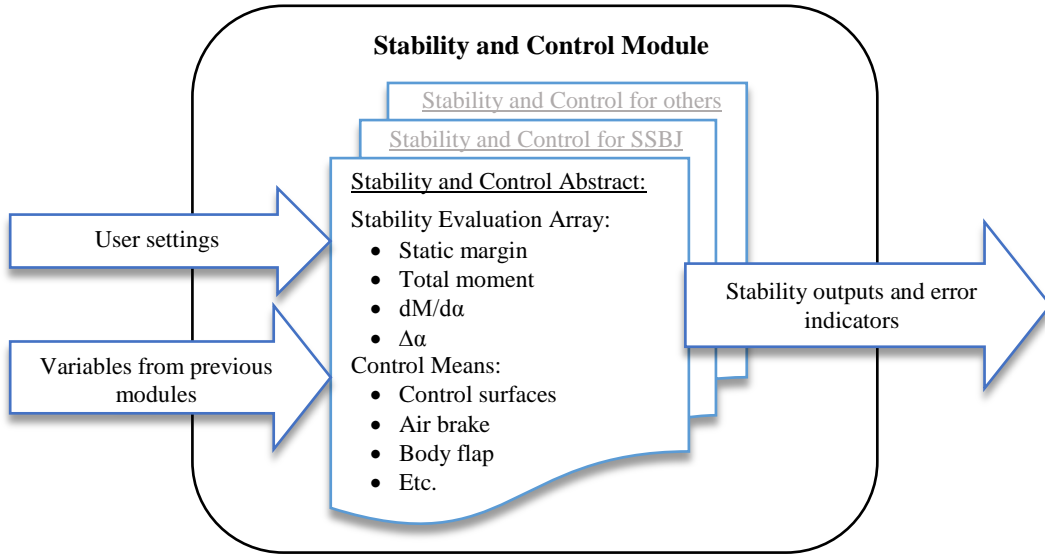 Stability and Control Module
Stability and Control for others
Stability and Control for SSBJ
Stability and Control Abstract:
Stability Evaluation Array:
• Static margin
• Total moment
• dM/dα
• Δα
Control Means:
• Control surfaces
• Air brake
• Body flap
• Etc.
User settings
Variables from previous
modules
Stability outputs and error
indicators